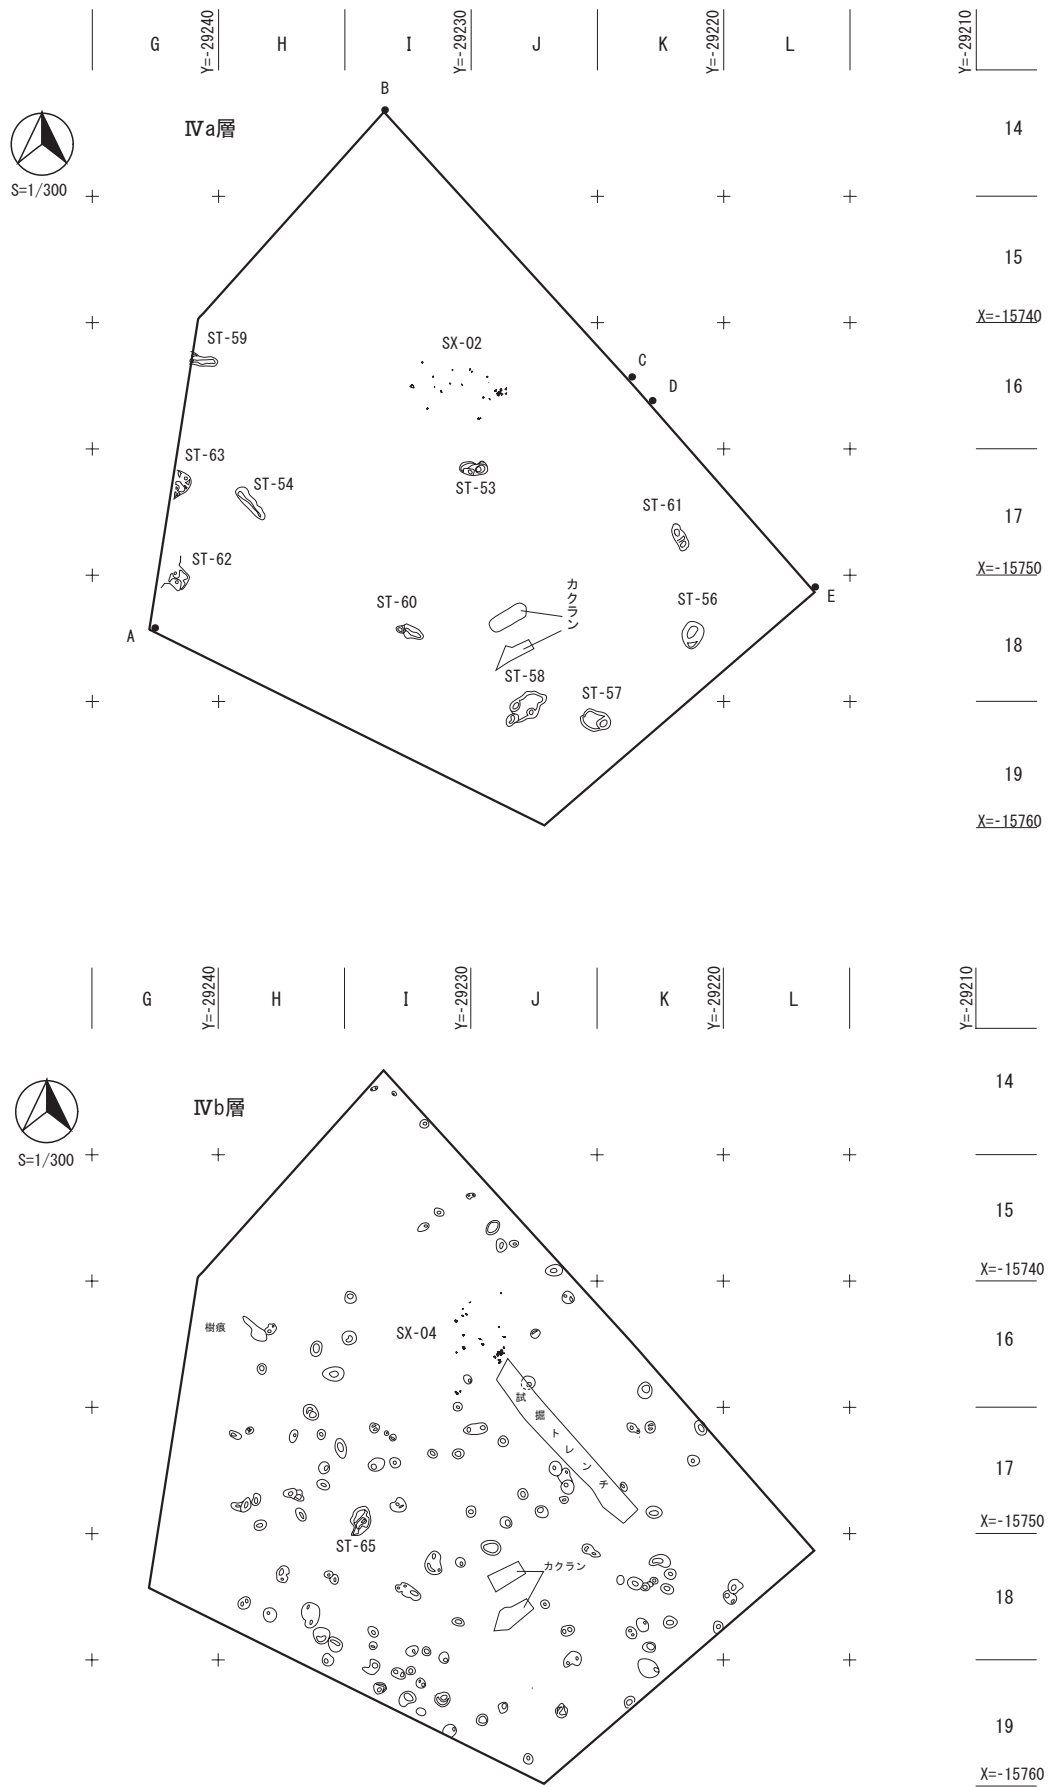 G Y=-29240 H I Y=-29230 J K Y=-29220 L Y=-29210
B
Ⅳa層
14
S=1/300
15
X=-15740
ST-59
SX-02
C
D
16
ST-63
ST-54
ST-53
ST-61
17
ST-62
X=-15750
カクラン
ST-60
ST-56
E
A
18
ST-58
ST-57
19
X=-15760
G Y=-29240 H I Y=-29230 J K Y=-29220 L Y=-29210
14
Ⅳb層
S=1/300
15
X=-15740
樹痕
SX-04
16
試掘トレンチ
17
X=-15750
ST-65
カクラン
18
19
X=-15760